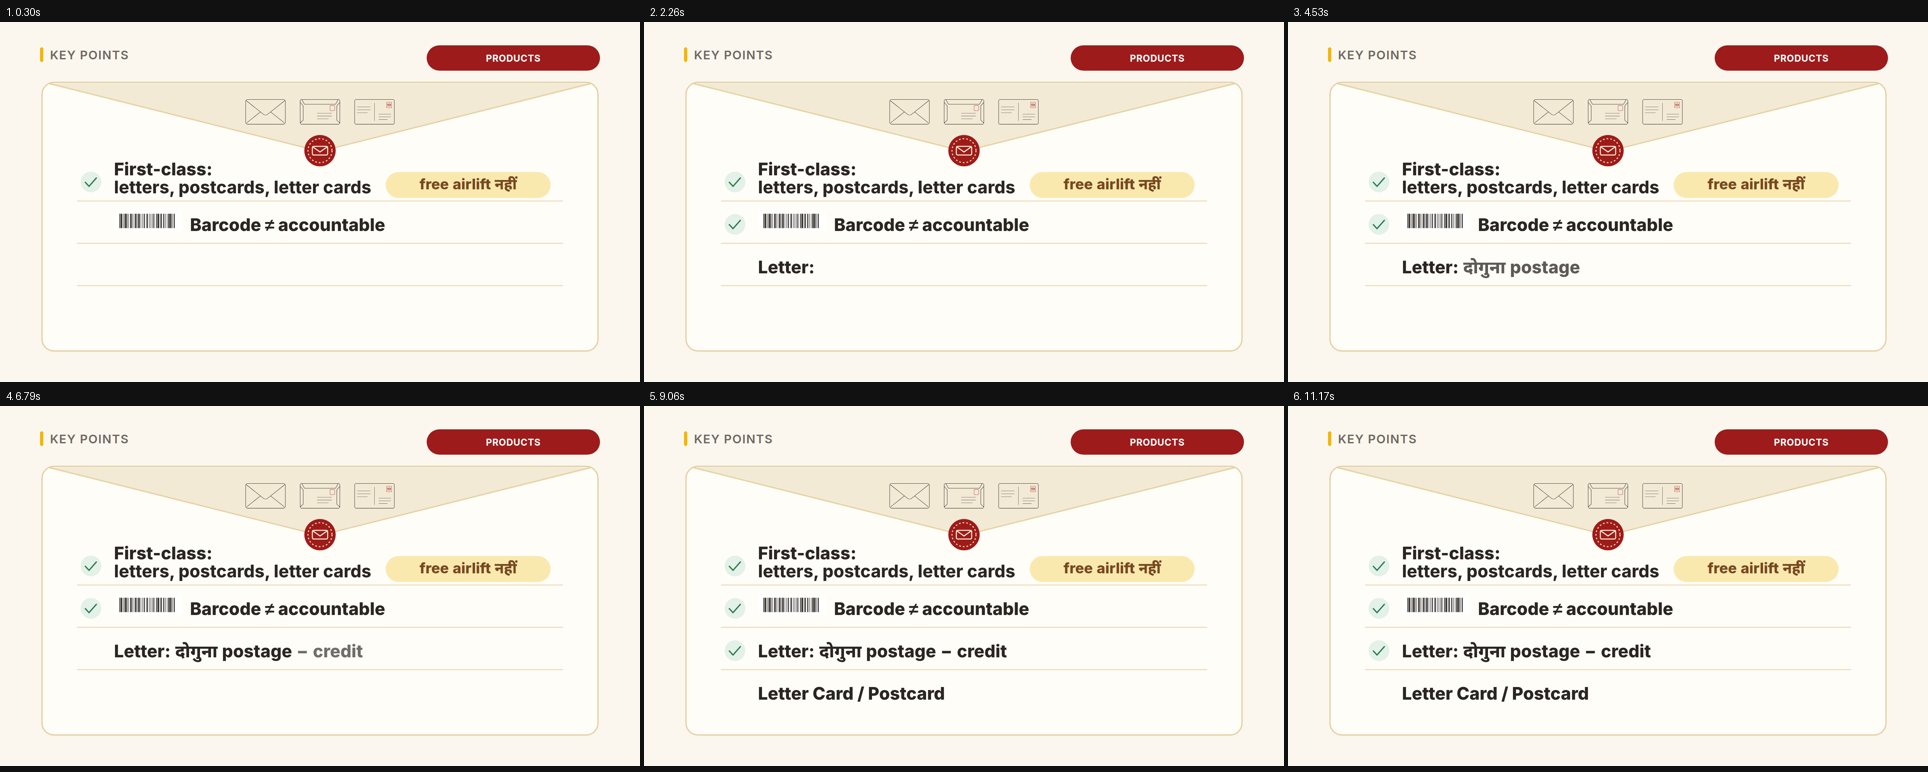 1. 0.30s
KEY POINTS
PRODUCTS
First-class:
letters, postcards, letter cards
free airlift नहीं
Barcode ≠ accountable
2. 2.26s
KEY POINTS
PRODUCTS
First-class:
letters, postcards, letter cards
free airlift नहीं
Barcode ≠ accountable
Letter:
3. 4.53s
KEY POINTS
PRODUCTS
First-class:
letters, postcards, letter cards
free airlift नहीं
Barcode ≠ accountable
Letter: दोगुना postage
4. 6.79s
KEY POINTS
PRODUCTS
First-class:
letters, postcards, letter cards
free airlift नहीं
Barcode ≠ accountable
Letter: दोगुना postage – credit
5. 9.06s
KEY POINTS
PRODUCTS
First-class:
letters, postcards, letter cards
free airlift नहीं
Barcode ≠ accountable
Letter: दोगुना postage – credit
Letter Card / Postcard
6. 11.17s
KEY POINTS
PRODUCTS
First-class:
letters, postcards, letter cards
free airlift नहीं
Barcode ≠ accountable
Letter: दोगुना postage – credit
Letter Card / Postcard